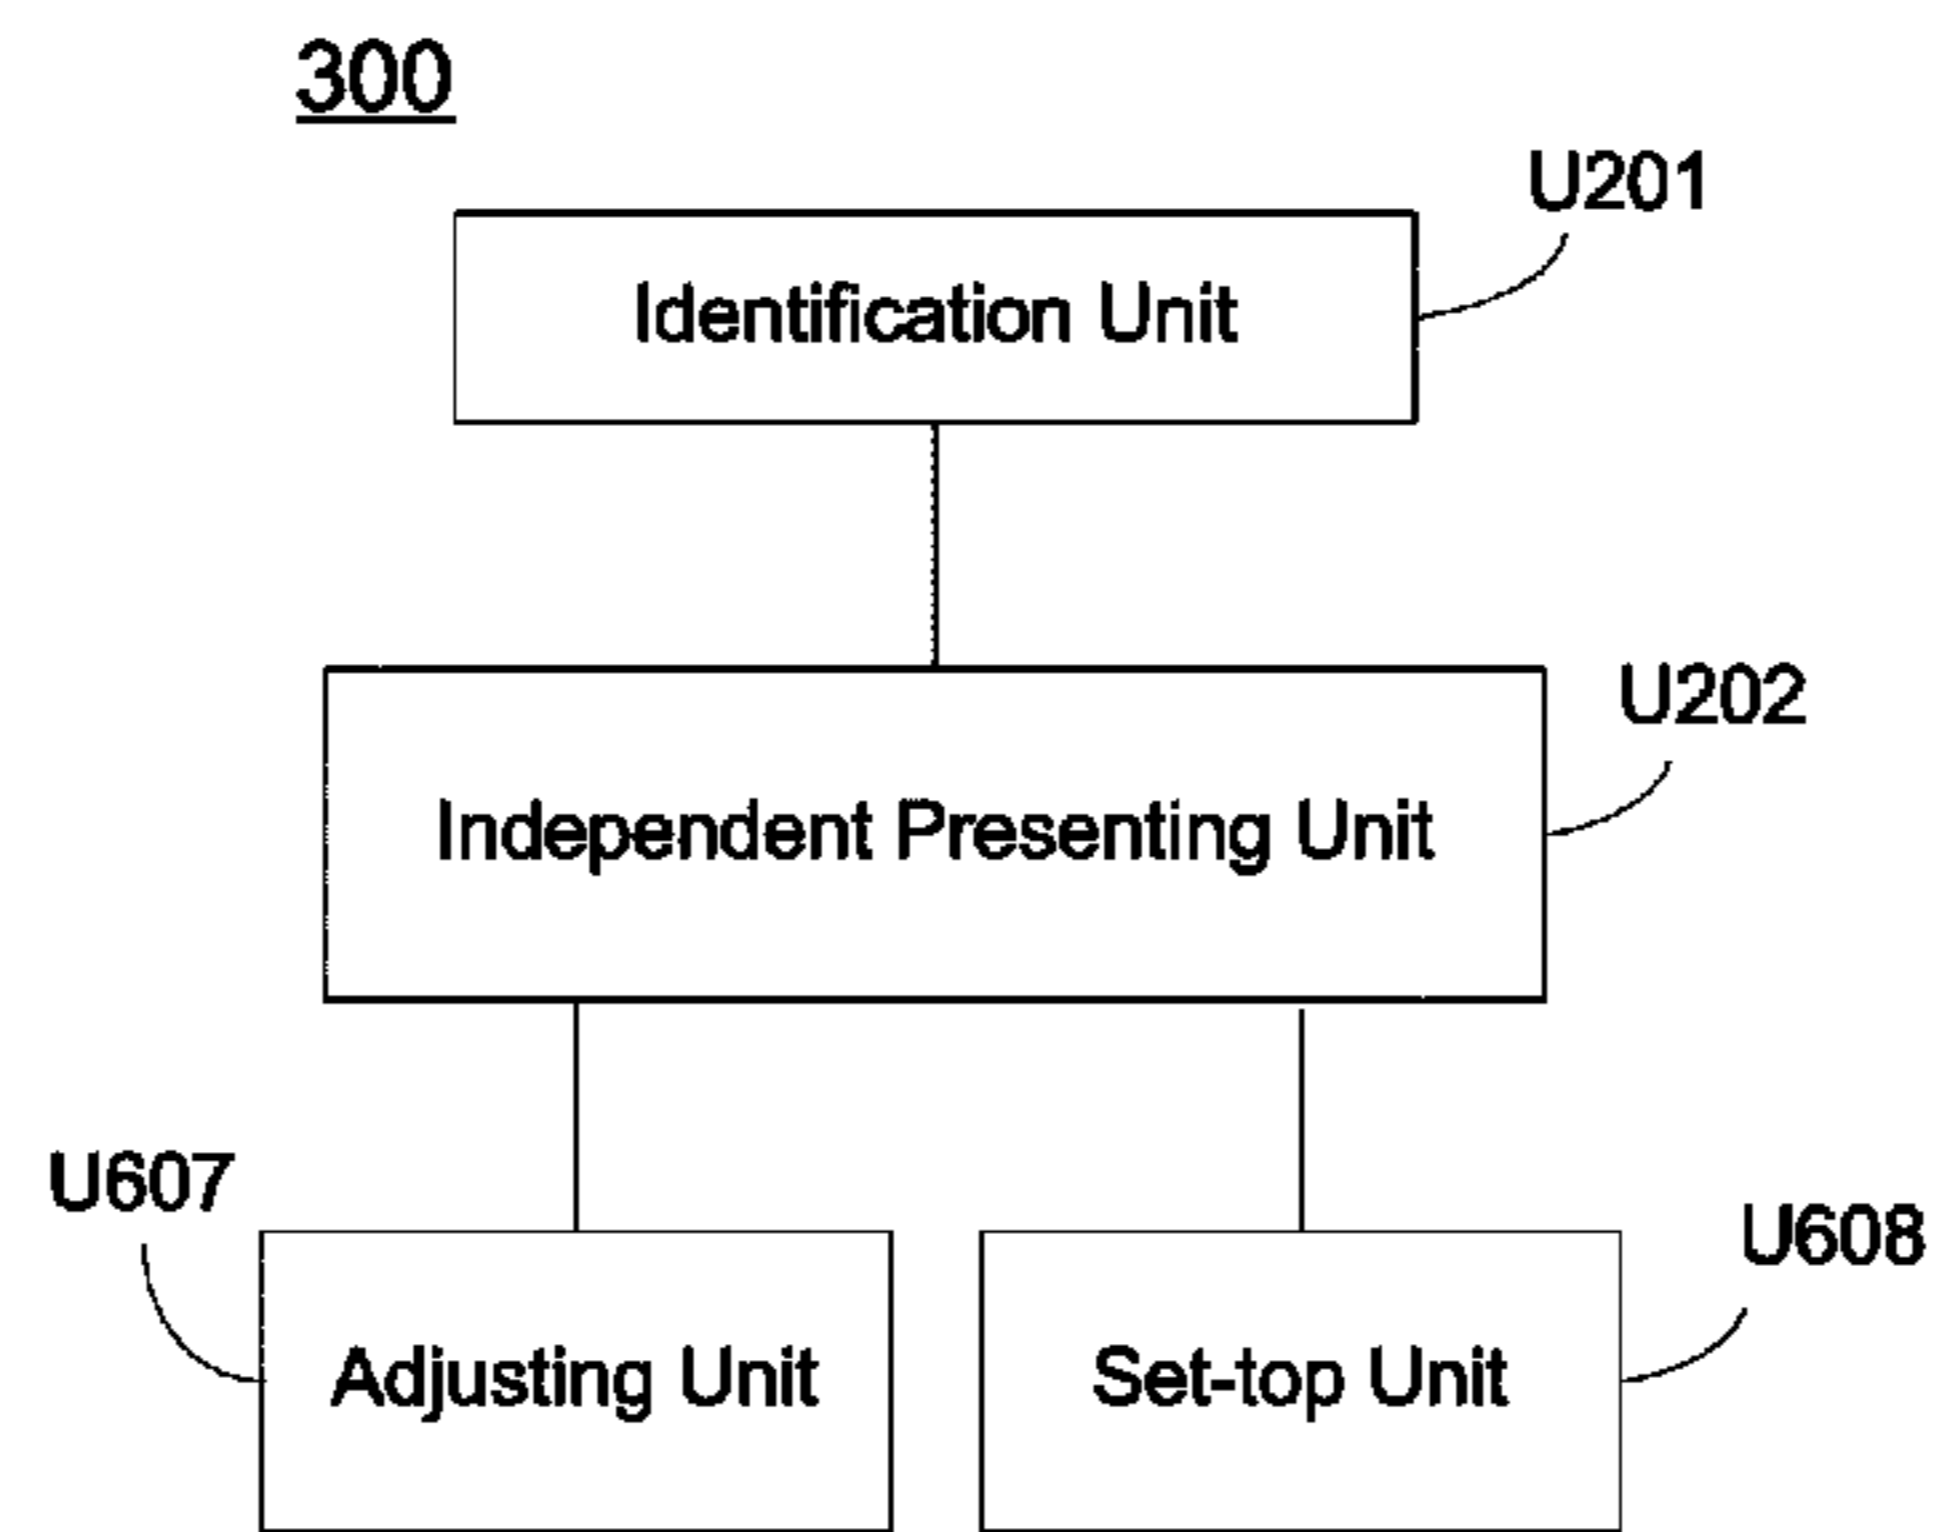 300
U201
Identification Unit
U202
Independent Presenting Unit
U607
U608
Adjusting Unit
Set-top Unit